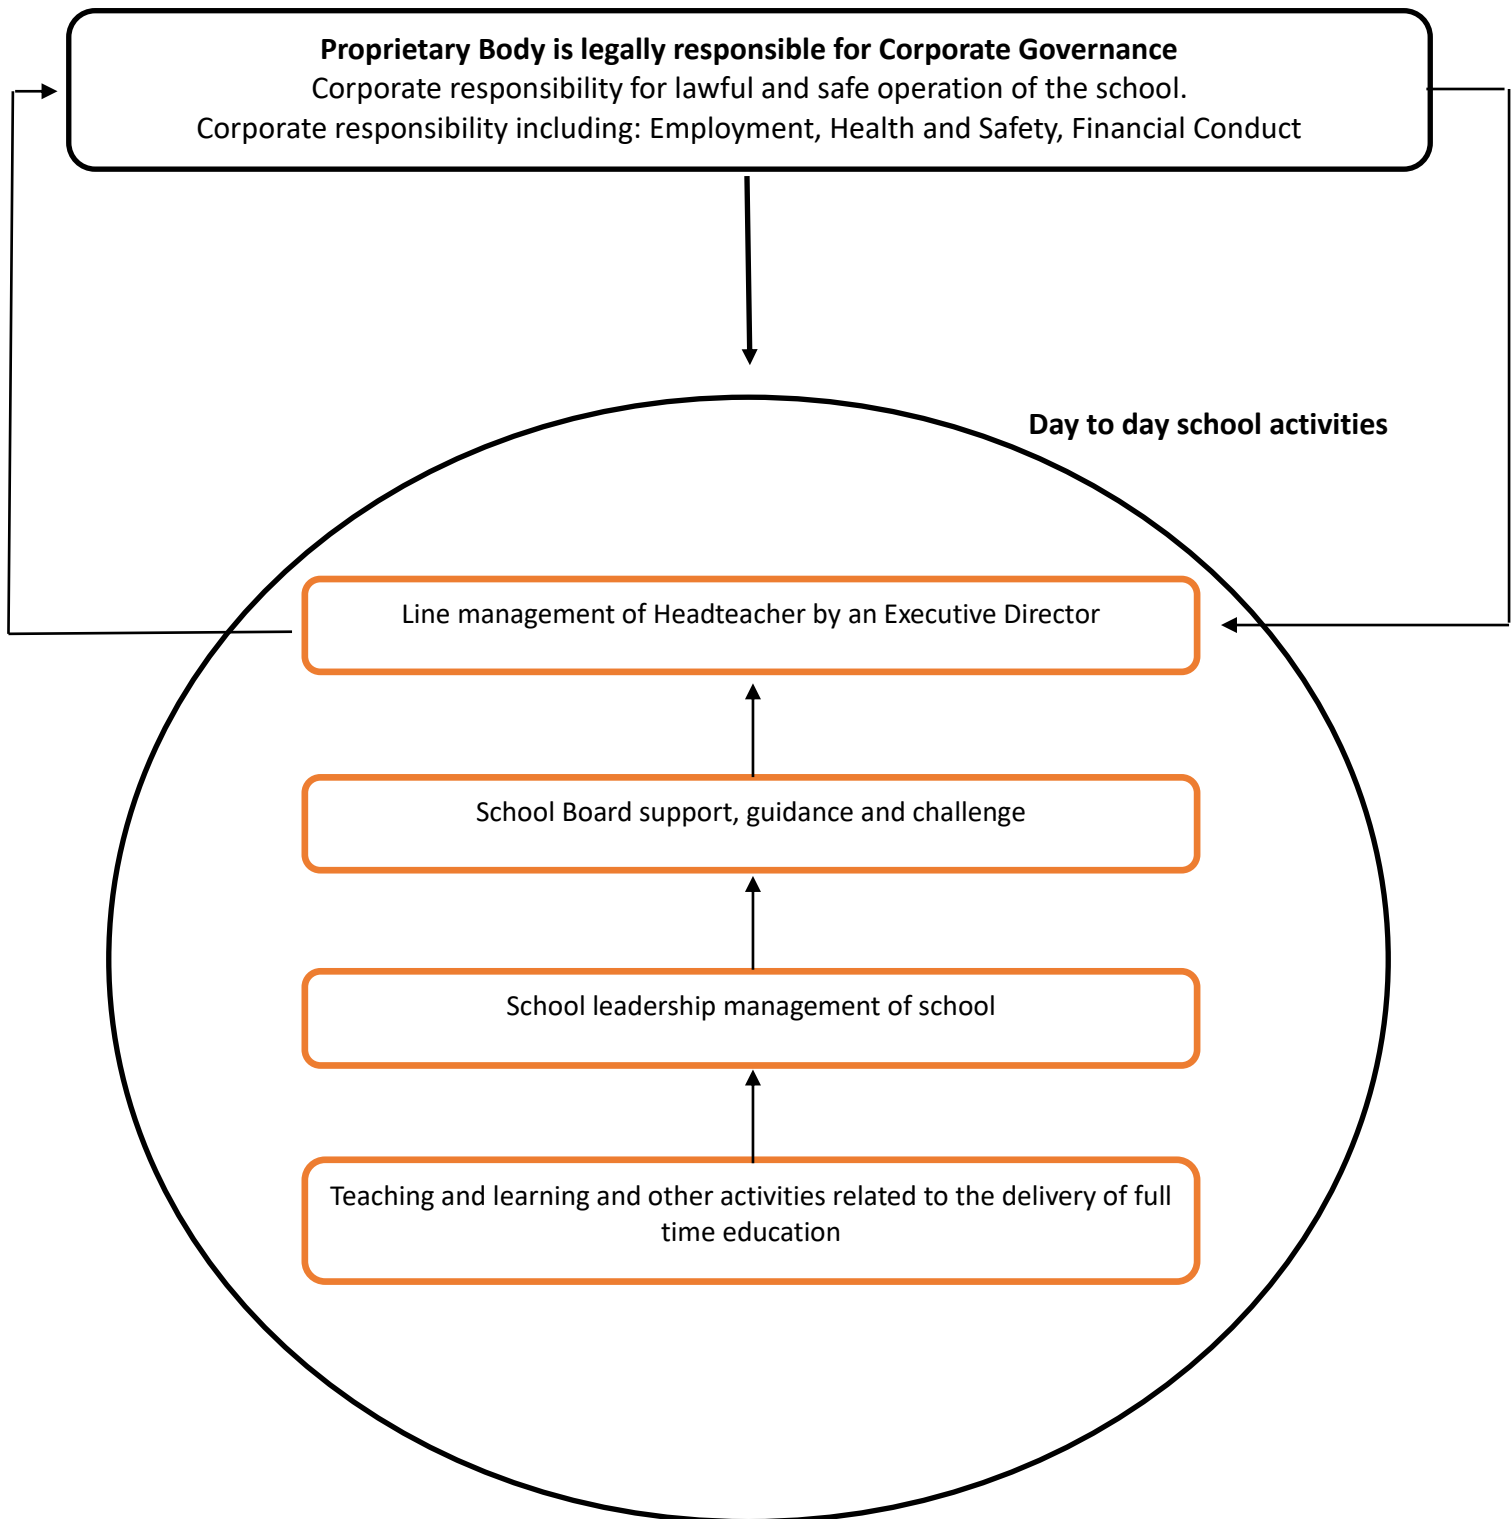 Proprietary Body is legally responsible for Corporate Governance
Corporate responsibility for lawful and safe operation of the school.
Corporate responsibility including: Employment, Health and Safety, Financial Conduct
Day to day school activities
Line management of Headteacher by an Executive Director
School Board support, guidance and challenge
School leadership management of school
Teaching and learning and other activities related to the delivery of full
time education